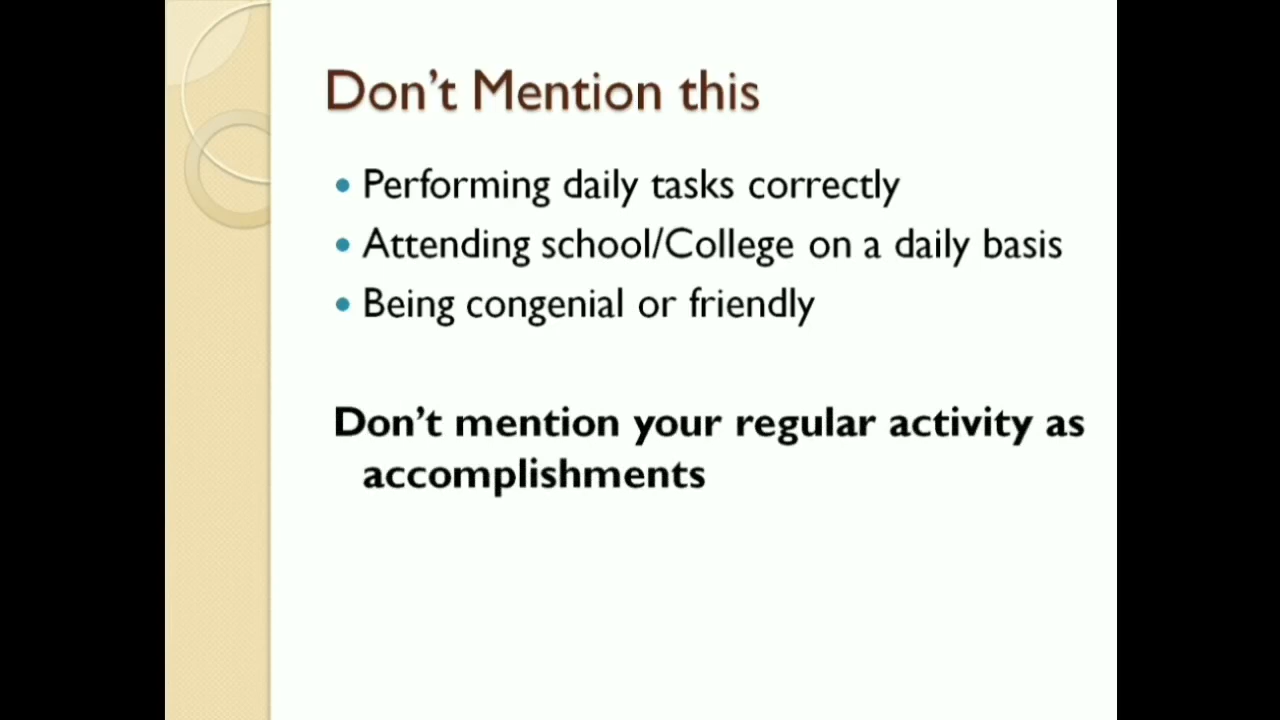 Don't Mention this
• Performing daily tasks correctly
• Attending school/College on a daily basis
• Being congenial or friendly
Don't mention your regular activity as
accomplishments